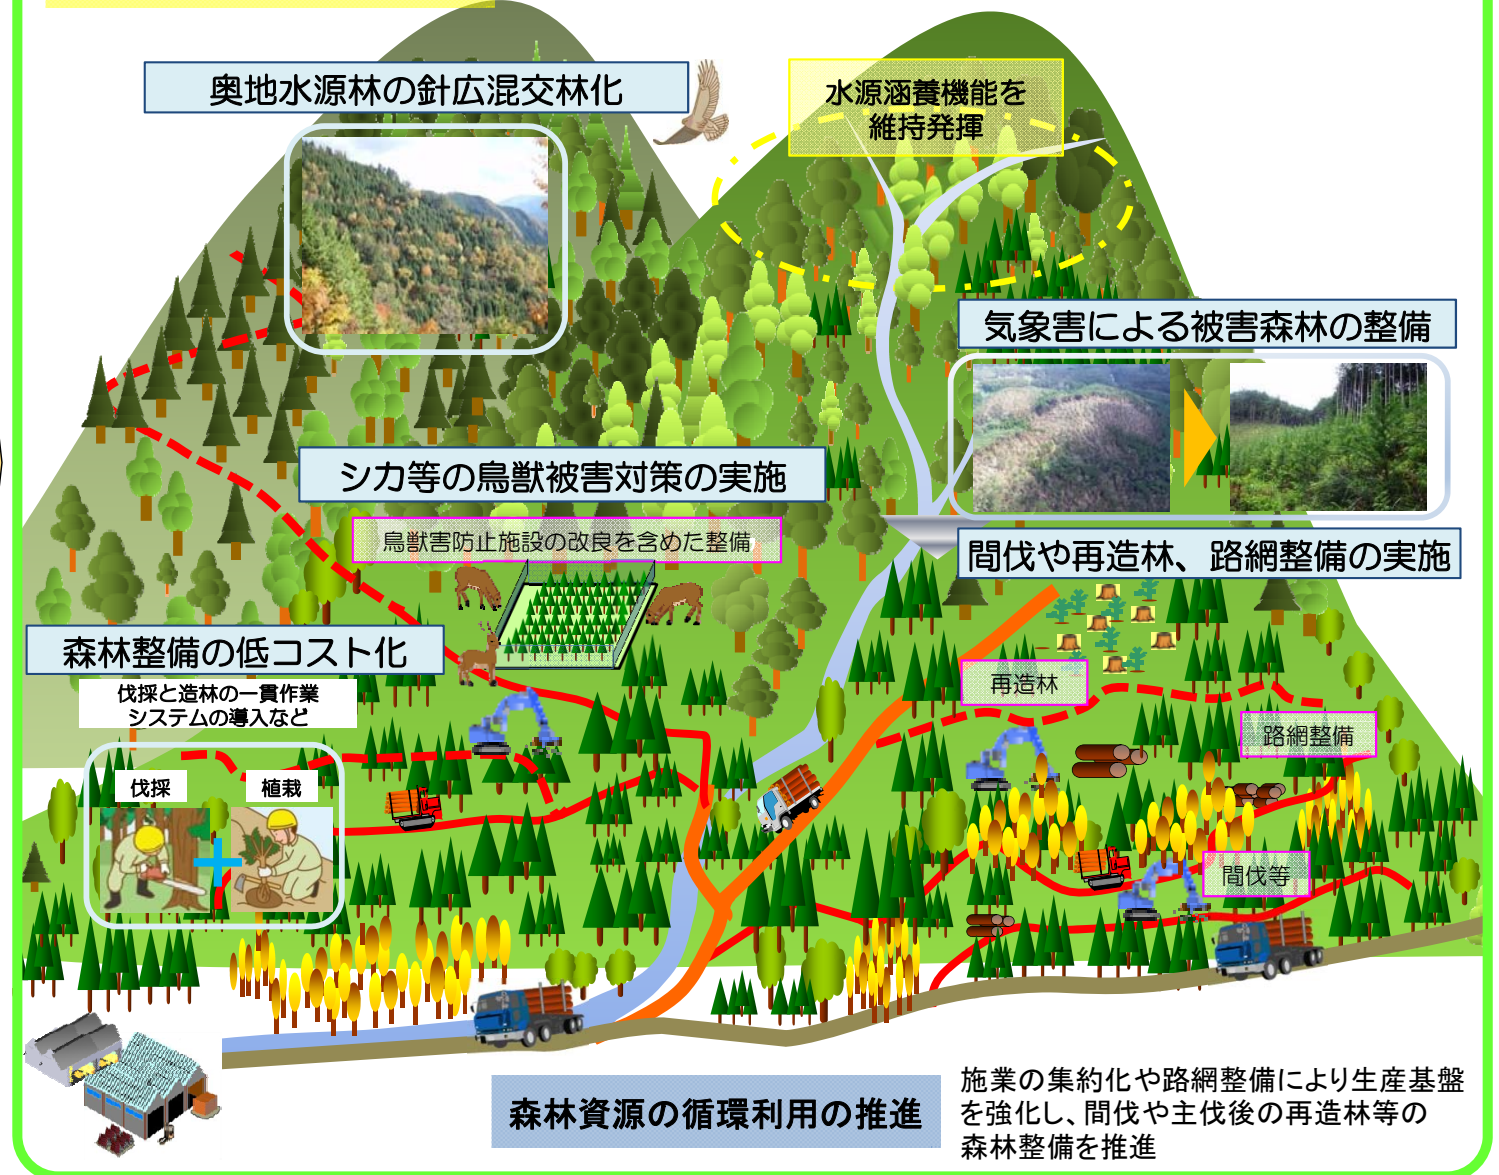 奥地水源林の針広混交林化
水源涵養機能を
維持発揮
気象害による被害森林の整備
シカ等の鳥獣被害対策の実施
鳥獣害防止施設の改良を含めた整備
間伐や再造林、路網整備の実施
森林整備の低コスト化
伐採と造林の一貫作業
システムの導入など
伐採
植栽
再造林
路網整備
間伐等
森林資源の循環利用の推進
施業の集約化や路網整備により生産基盤
を強化し、間伐や主伐後の再造林等の
森林整備を推進